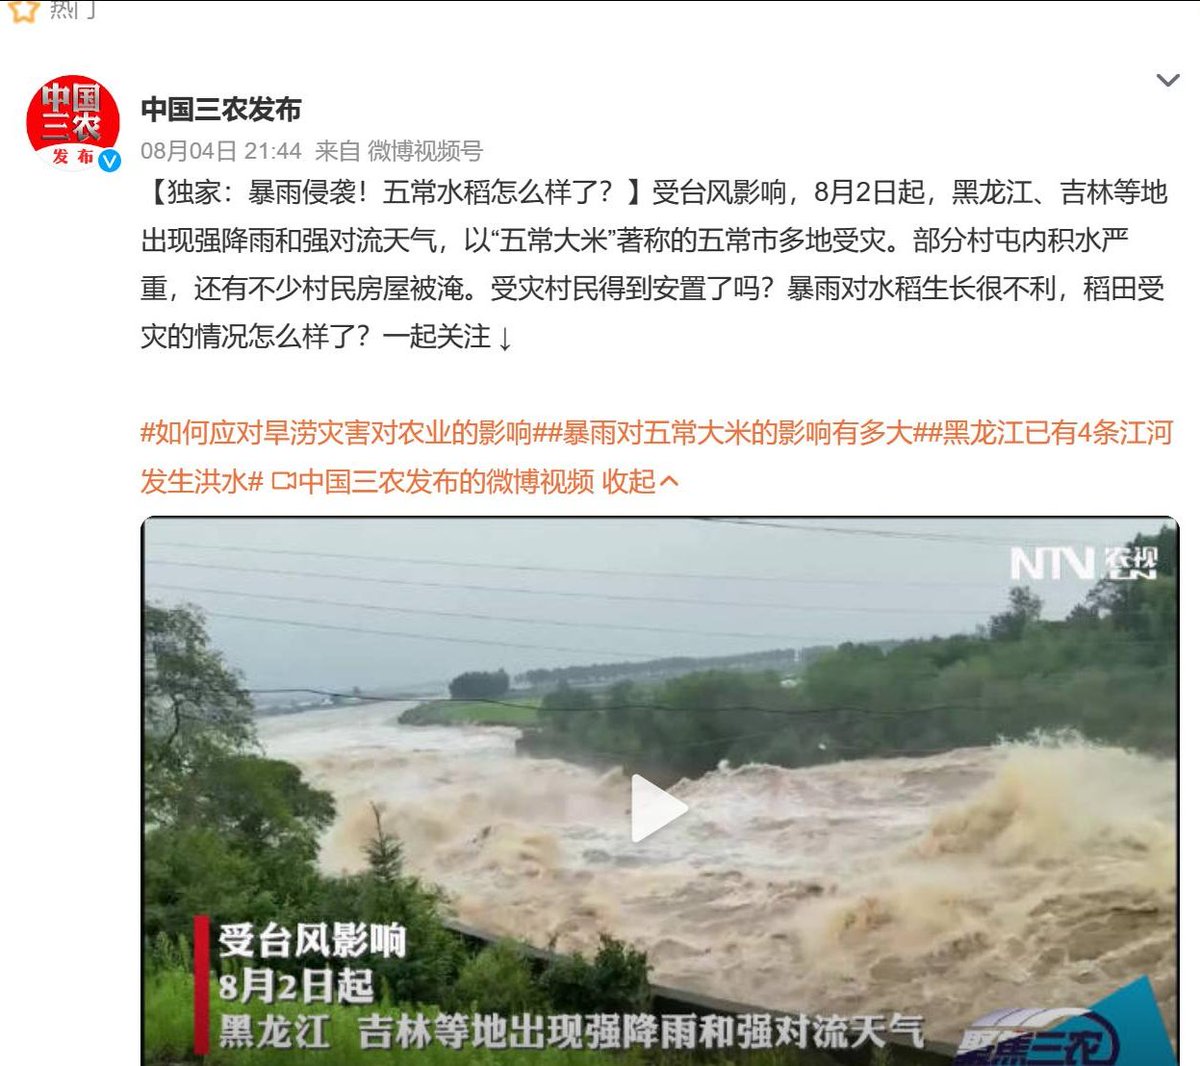 热门
中国
三农
发布
中国三农发布
08月04日 21:44 来自 微博视频号
【独家：暴雨侵袭！五常水稻怎么样了？】受台风影响，8月2日起，黑龙江、吉林等地
出现强降雨和强对流天气，以“五常大米”著称的五常市多地受灾。部分村屯内积水严
重，还有不少村民房屋被淹。受灾村民得到安置了吗？暴雨对水稻生长很不利，稻田受
灾的情况怎么样了？一起关注↓
#如何应对旱涝灾害对农业的影响##暴雨对五常大米的影响有多大##黑龙江已有4条江河
发生洪水# 中国三农发布的微博视频 收起
NTV 农视
受台风影响
8月2日起
黑龙江 吉林等地出现强降雨和强对流天气
聚焦三农